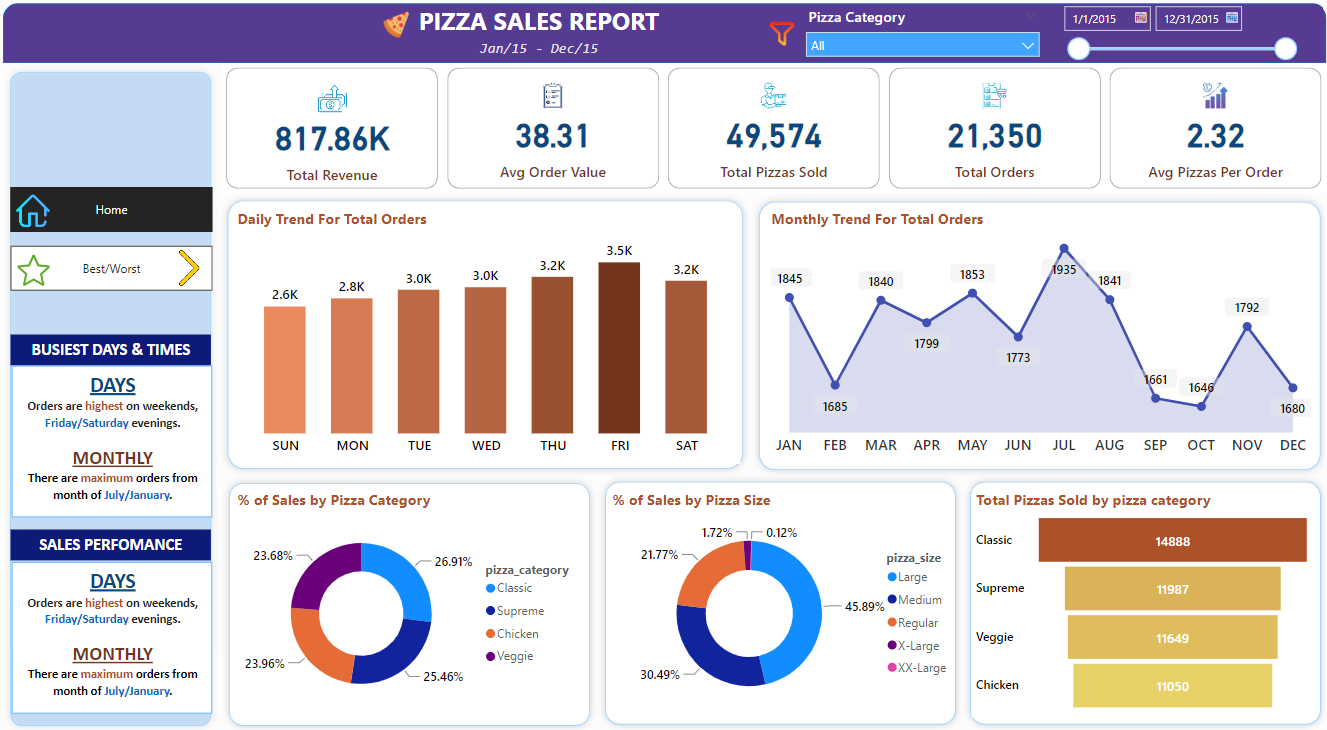 PIZZA SALES REPORT
Jan/15 - Dec/15
Pizza Category
All
1/1/2015
12/31/2015
Home
Best/Worst
BUSIEST DAYS & TIMES
DAYS
Orders are highest on weekends,
Friday/Saturday evenings.
MONTHLY
There are maximum orders from
month of July/January.
SALES PERFOMANCE
DAYS
Orders are highest on weekends,
Friday/Saturday evenings.
MONTHLY
There are maximum orders from
month of July/January.
817.86K
Total Revenue
38.31
Avg Order Value
49,574
Total Pizzas Sold
21,350
Total Orders
2.32
Avg Pizzas Per Order
Daily Trend For Total Orders
2.6K
2.8K
3.0K
3.0K
3.2K
3.5K
3.2K
SUN MON TUE WED THU FRI SAT
Monthly Trend For Total Orders
1845
1685
1840
1799
1853
1773
1935
1841
1661
1646
1792
1680
JAN FEB MAR APR MAY JUN JUL AUG SEP OCT NOV DEC
% of Sales by Pizza Category
23.68%
26.91%
23.96%
25.46%
pizza_category
Classic
Supreme
Chicken
Veggie
% of Sales by Pizza Size
1.72%
0.12%
21.77%
45.89%
30.49%
pizza_size
Large
Medium
Regular
X-Large
XX-Large
Total Pizzas Sold by pizza category
Classic 14888
Supreme 11987
Veggie 11649
Chicken 11050